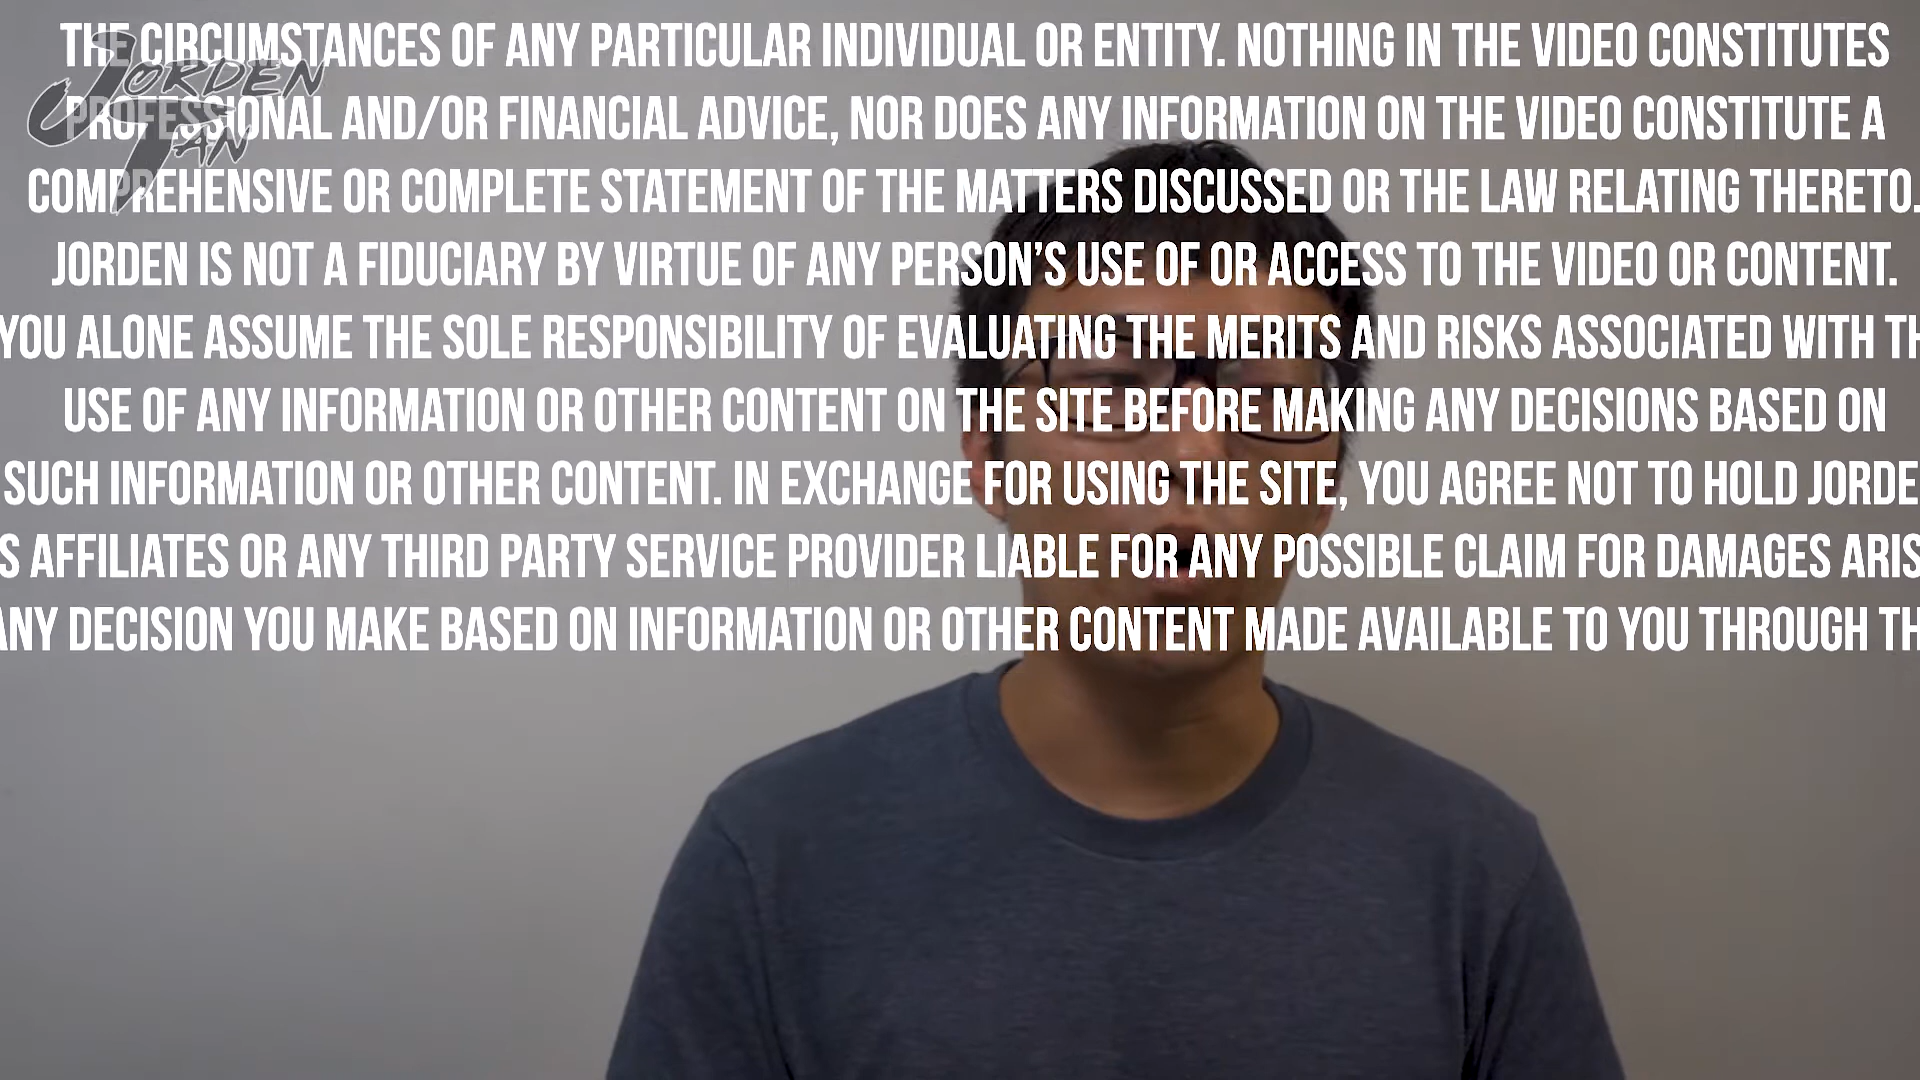 JORDEN
TAN
THE CIRCUMSTANCES OF ANY PARTICULAR INDIVIDUAL OR ENTITY. NOTHING IN THE VIDEO CONSTITUTES
PROFESSIONAL AND/OR FINANCIAL ADVICE, NOR DOES ANY INFORMATION ON THE VIDEO CONSTITUTE A
COMPREHENSIVE OR COMPLETE STATEMENT OF THE MATTERS DISCUSSED OR THE LAW RELATING THERETO.
JORDEN IS NOT A FIDUCIARY BY VIRTUE OF ANY PERSON'S USE OF OR ACCESS TO THE VIDEO OR CONTENT.
YOU ALONE ASSUME THE SOLE RESPONSIBILITY OF EVALUATING THE MERITS AND RISKS ASSOCIATED WITH TH
USE OF ANY INFORMATION OR OTHER CONTENT ON THE SITE BEFORE MAKING ANY DECISIONS BASED ON
SUCH INFORMATION OR OTHER CONTENT. IN EXCHANGE FOR USING THE SITE, YOU AGREE NOT TO HOLD JORDE
S AFFILIATES OR ANY THIRD PARTY SERVICE PROVIDER LIABLE FOR ANY POSSIBLE CLAIM FOR DAMAGES ARIS
ANY DECISION YOU MAKE BASED ON INFORMATION OR OTHER CONTENT MADE AVAILABLE TO YOU THROUGH TH